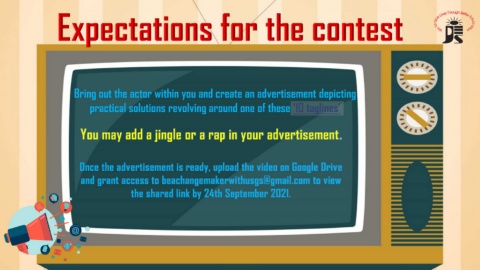 Expectations for the contest
Bring out the actor within you and create an advertisement depicting
practical solutions revolving around one of these '10 taglines'
You may add a jingle or a rap in your advertisement.
Once the advertisement is ready, upload the video on Google Drive
and grant access to beachangemakerwithusgs@gmail.com to view
the shared link by 24th September 2021.